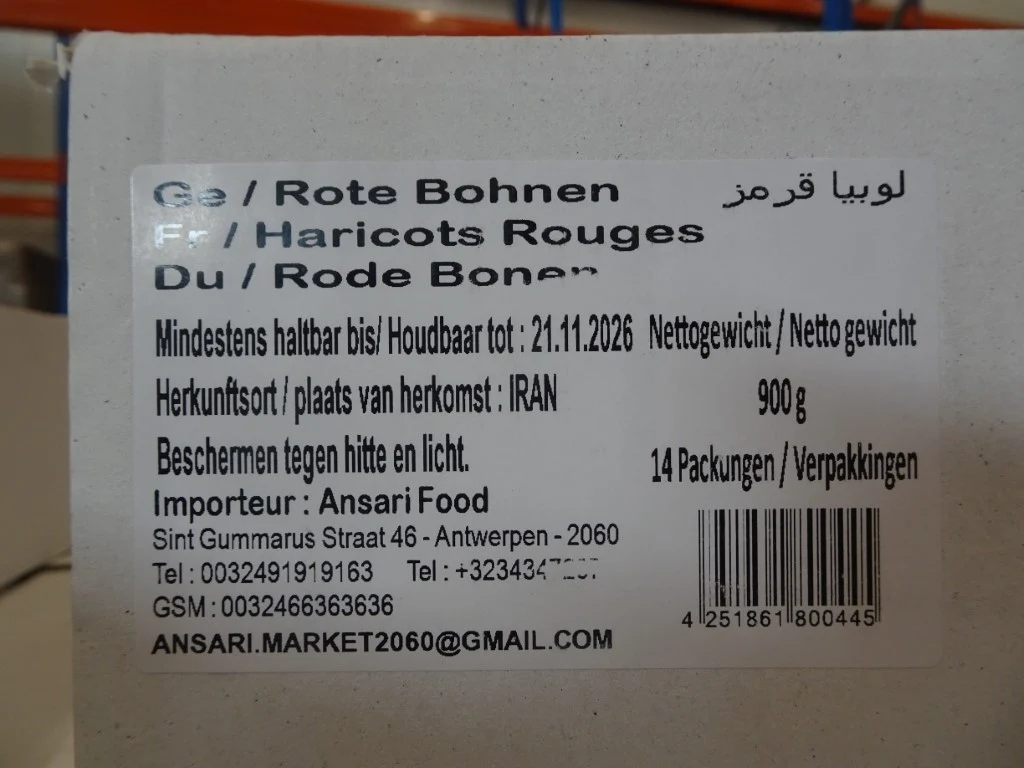 Ge / Rote Bohnen
لوبیا قرمز
Fr / Haricots Rouges
Du / Rode Bonen
Mindestens haltbar bis/ Houdbaar tot : 21.11.2026
Nettogewicht / Netto gewicht
Herkunftsort / plaats van herkomst : IRAN
900 g
Beschermen tegen hitte en licht.
14 Packungen / Verpakkingen
Importeur : Ansari Food
Sint Gummarus Straat 46 - Antwerpen - 2060
Tel : 0032491919163 Tel :
GSM : 0032466363636
ANSARI.MARKET2060@GMAIL.COM
4 251861 800445